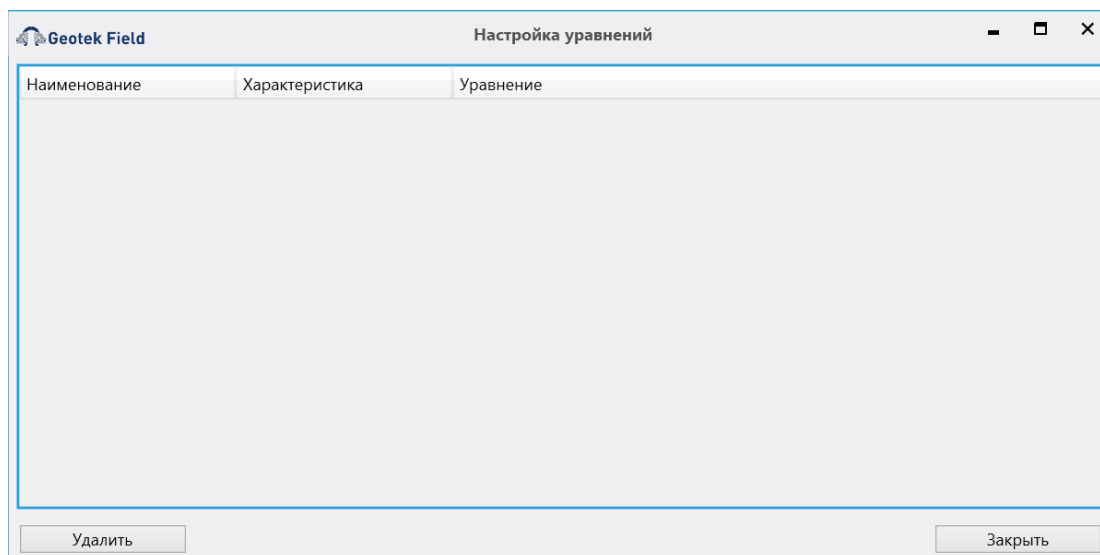 Geotek Field
Настройка уравнений
Наименование Характеристика Уравнение
Удалить Закрыть